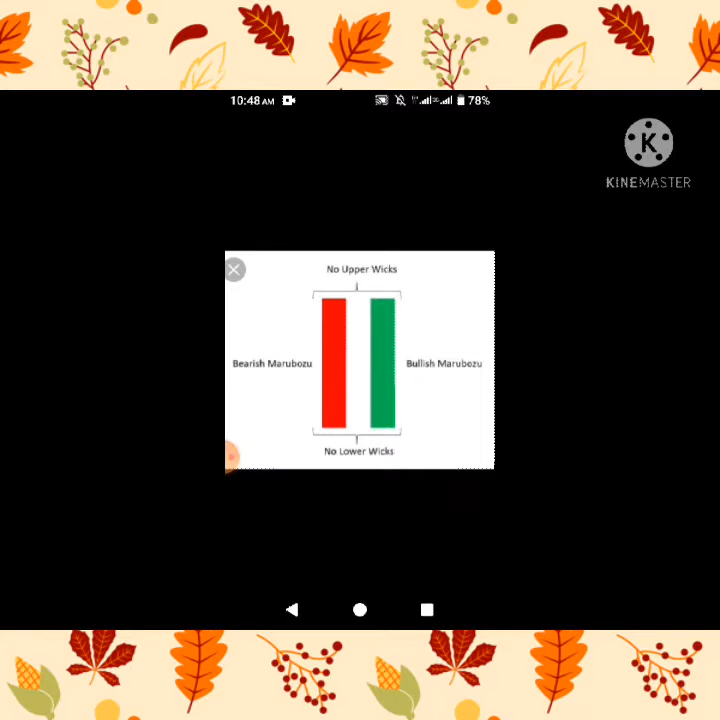 10:48 AM
78%
KINEMASTER
No Upper Wicks
Bearish Marubozu
Bullish Marubozu
No Lower Wicks